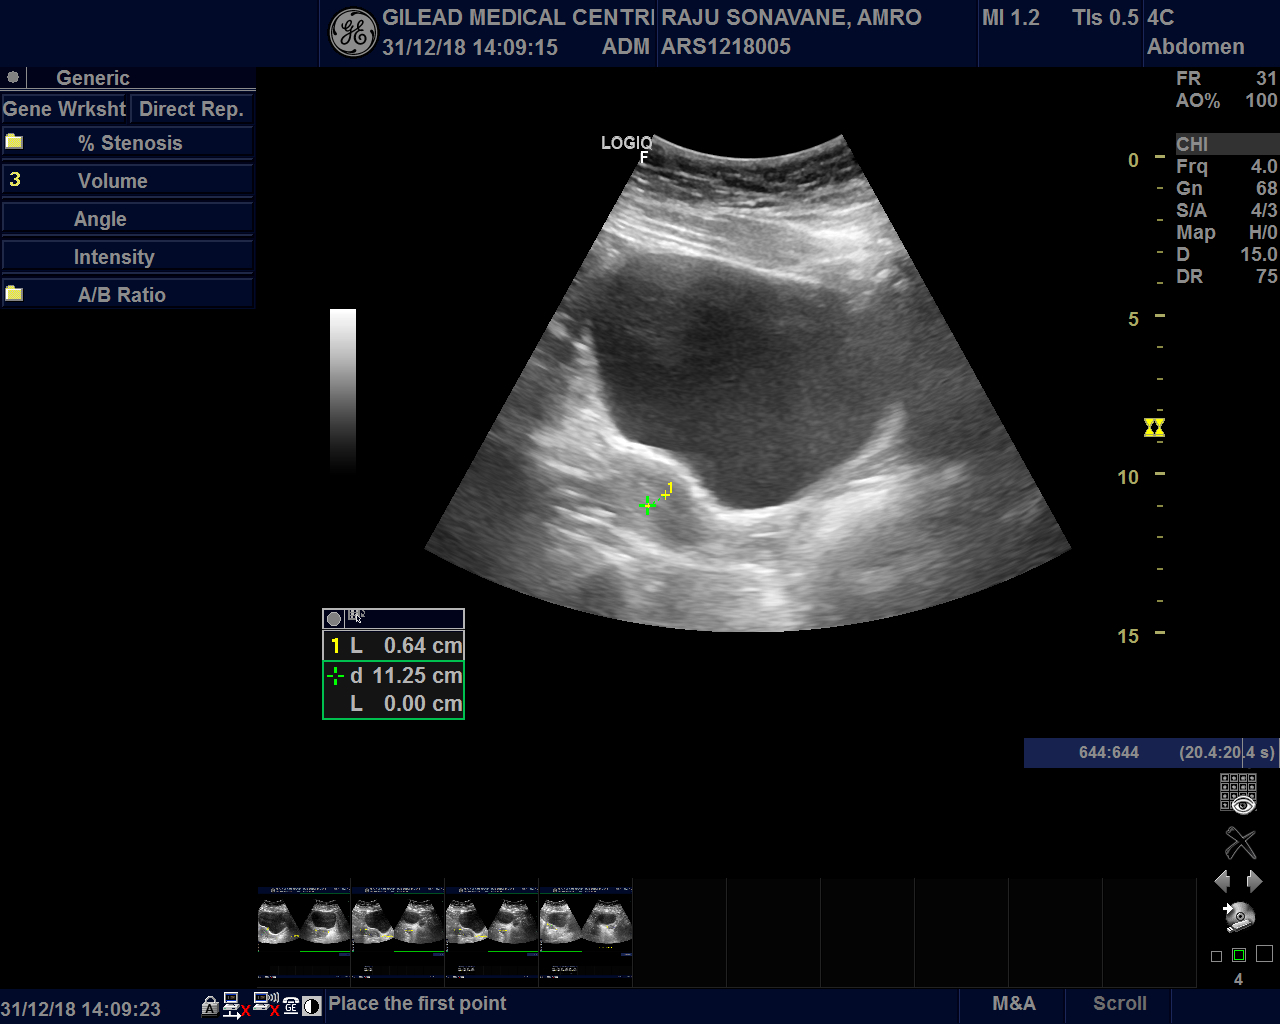 GILEAD MEDICAL CENTR
RAJU SONAVANE, AMRO
MI 1.2
TIs 0.5
4C
31/12/18 14:09:15
ADM
ARS1218005
Abdomen
Generic
Gene Wrksht
Direct Rep.
% Stenosis
3 Volume
Angle
Intensity
A/B Ratio
LOGIQ
F
FR 31
AO% 100
CHI
Frq 4.0
Gn 68
S/A 4/3
Map H/0
D 15.0
DR 75
0
5
10
15
1
1 L 0.64 cm
d 11.25 cm
L 0.00 cm
644:644 (20.4:20.4 s)
4
31/12/18 14:09:23
Place the first point
M&A
Scroll